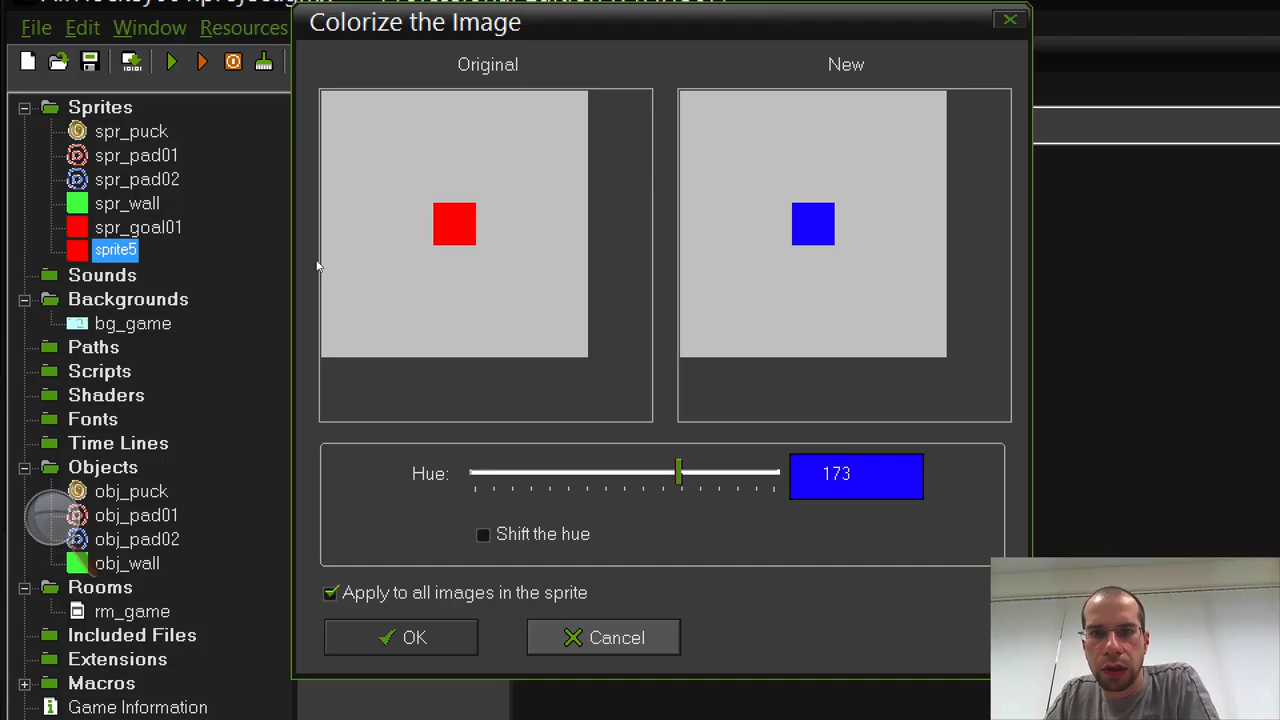 Colorize the Image
File Edit Window Resources
Original
New
Sprites
spr_puck
spr_pad01
spr_pad02
spr_wall
spr_goal01
sprite5
Sounds
Backgrounds
bg_game
Paths
Scripts
Shaders
Fonts
Time Lines
Objects
obj_puck
obj_pad01
obj_pad02
obj_wall
Rooms
rm_game
Included Files
Extensions
Macros
Game Information
Hue:
173
Shift the hue
Apply to all images in the sprite
OK
Cancel